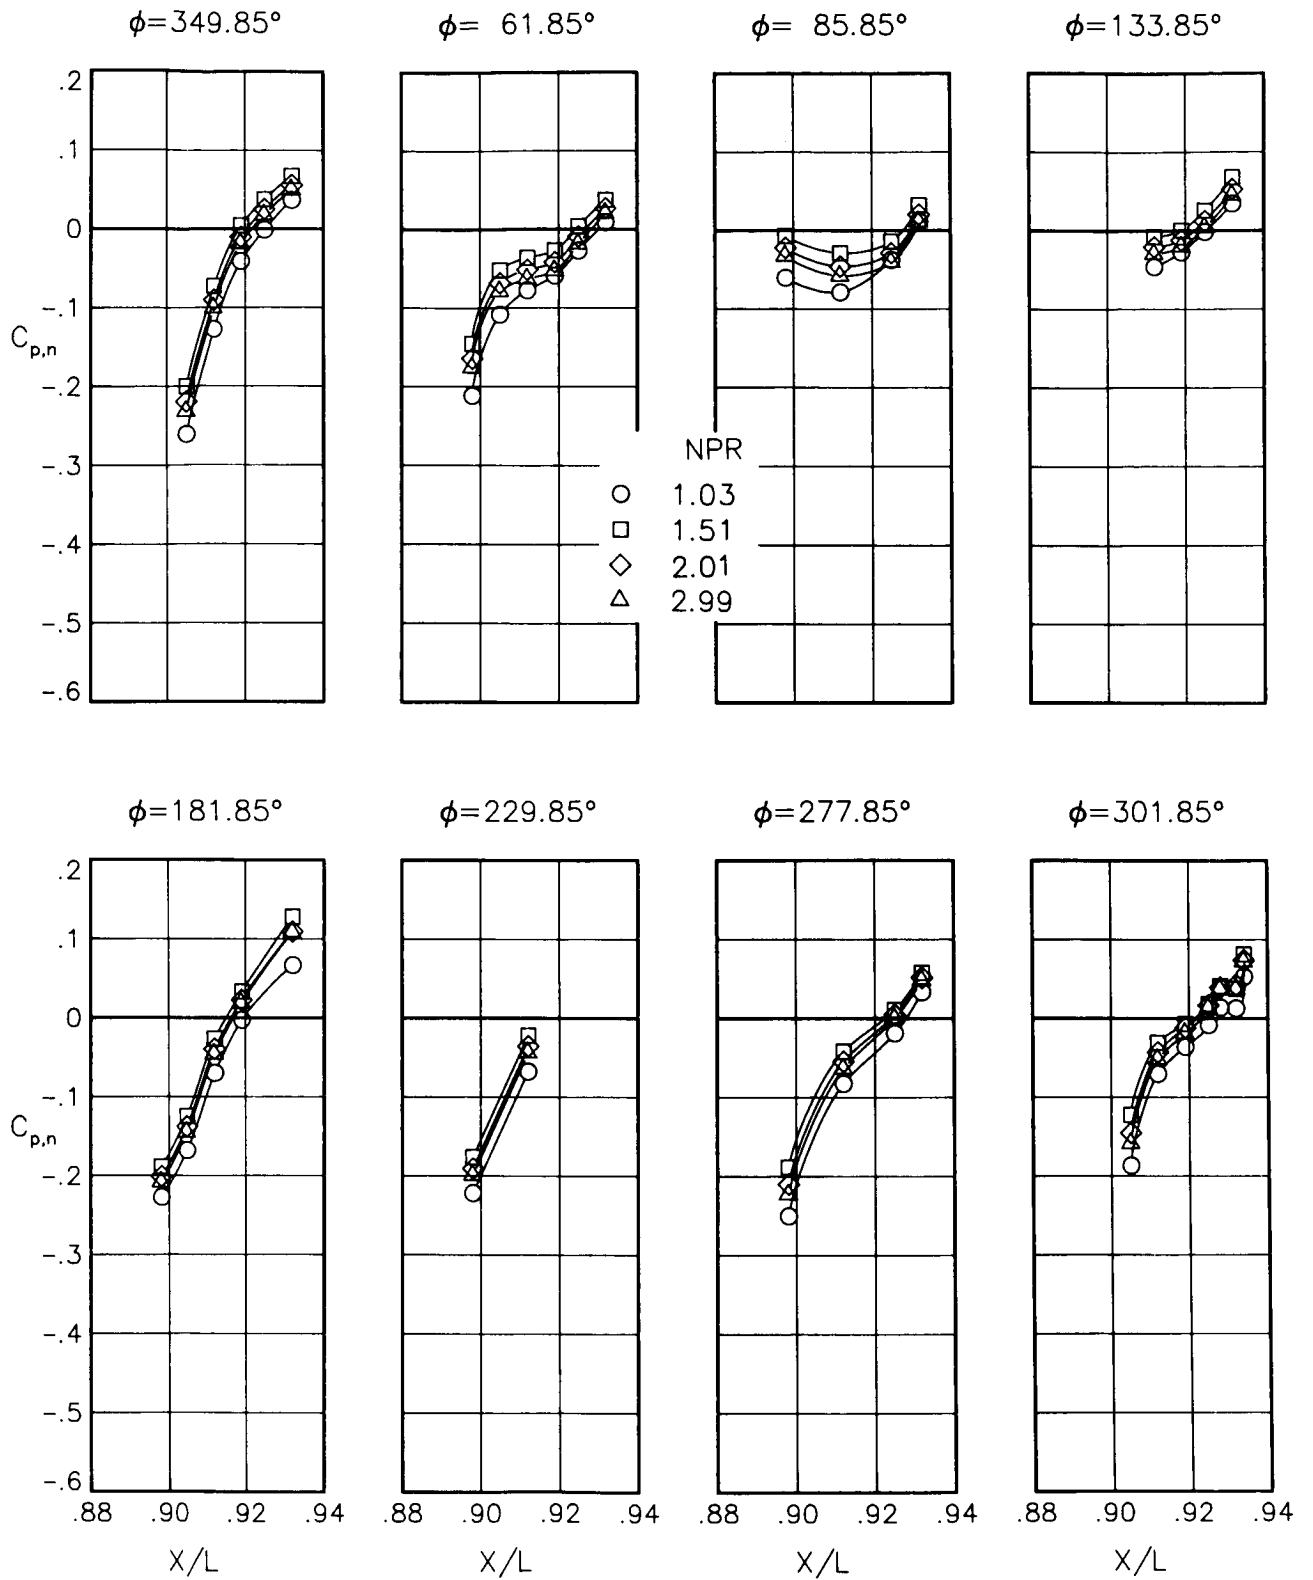 ϕ=349.85°
ϕ= 61.85°
ϕ= 85.85°
ϕ=133.85°
.2
.1
0
-.1
C_{p,n}
-.2
-.3
-.4
-.5
-.6
NPR
1.03
1.51
2.01
2.99
ϕ=181.85°
ϕ=229.85°
ϕ=277.85°
ϕ=301.85°
.2
.1
0
-.1
C_{p,n}
-.2
-.3
-.4
-.5
-.6
.88 .90 .92 .94
.88 .90 .92 .94
.88 .90 .92 .94
.88 .90 .92 .94
X/L
X/L
X/L
X/L